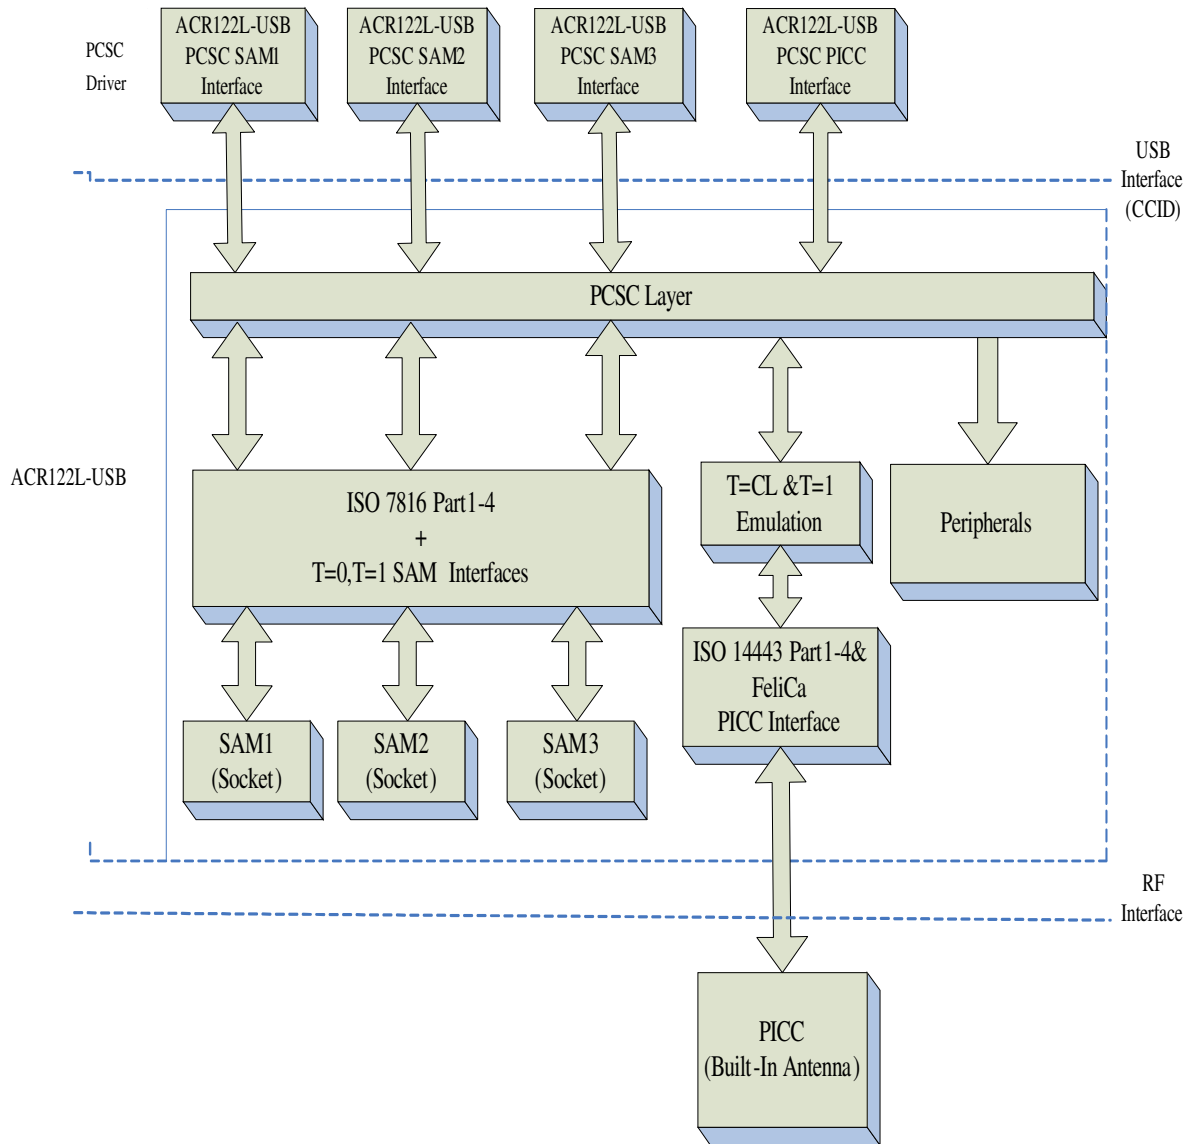 PCSC
Driver
ACR122L-USB
PCSC SAM1
Interface
ACR122L-USB
PCSC SAM2
Interface
ACR122L-USB
PCSC SAM3
Interface
ACR122L-USB
PCSC PICC
Interface
USB
Interface
(CCID)
PCSC Layer
ACR122L-USB
ISO 7816 Part1-4
+
T=0,T=1 SAM Interfaces
T=CL &T=1
Emulation
Peripherals
ISO 14443 Part1-4&
FeliCa
PICC Interface
SAM1
(Socket)
SAM2
(Socket)
SAM3
(Socket)
RF
Interface
PICC
(Built-In Antenna)